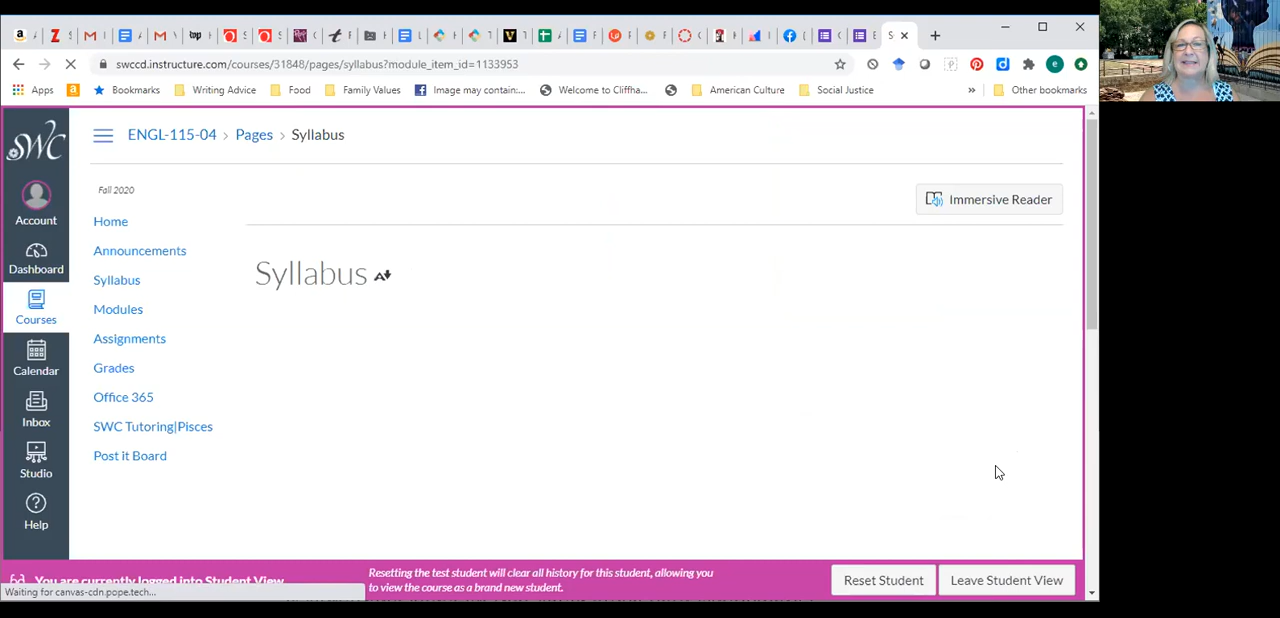 swccd.instructure.com/courses/31848/pages/syllabus?module_item_id=1133953
Apps
Bookmarks
Writing Advice
Food
Family Values
Image may contain:...
Welcome to Cliffha...
American Culture
Social Justice
»
Other bookmarks
SWC
ENGL-115-04 > Pages > Syllabus
Fall 2020
Immersive Reader
Account
Dashboard
Courses
Calendar
Inbox
Studio
Help
Home
Announcements
Syllabus
Modules
Assignments
Grades
Office 365
SWC Tutoring|Pisces
Post it Board
Syllabus
You are currently logged into Student View
Resetting the test student will clear all history for this student, allowing you
to view the course as a brand new student.
Reset Student
Leave Student View
Waiting for canvas-cdn.pope.tech...